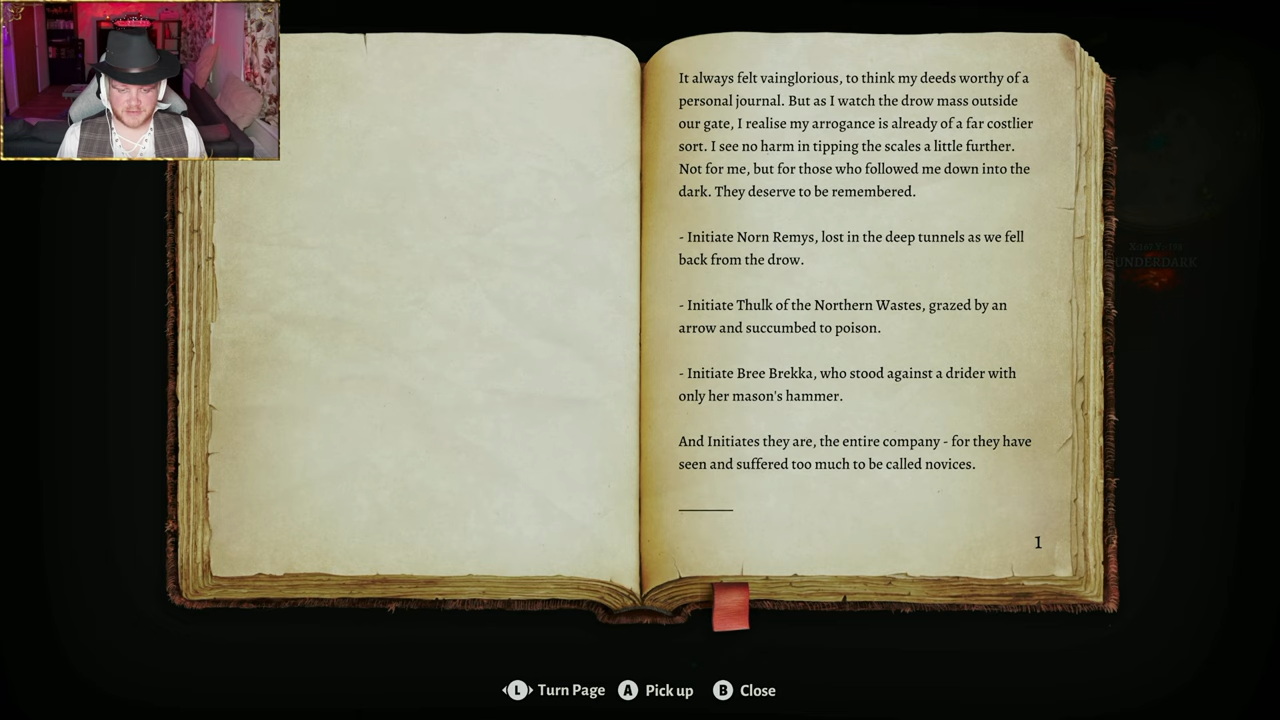 It always felt vainglorious, to think my deeds worthy of a
personal journal. But as I watch the drow mass outside
our gate, I realise my arrogance is already of a far costlier
sort. I see no harm in tipping the scales a little further.
Not for me, but for those who followed me down into the
dark. They deserve to be remembered.
- Initiate Norn Remys, lost in the deep tunnels as we fell
back from the drow.
- Initiate Thulk of the Northern Wastes, grazed by an
arrow and succumbed to poison.
- Initiate Bree Brekka, who stood against a drider with
only her mason's hammer.
And Initiates they are, the entire company - for they have
seen and suffered too much to be called novices.
1
UNDERDARK
L Turn Page A Pick up B Close